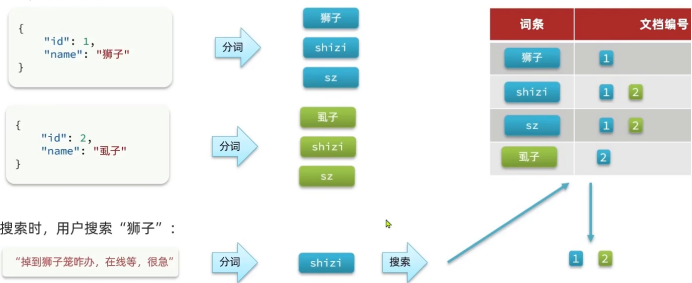 {
"id": 1,
"name": "狮子"
}
分词
狮子
shizi
sz
{
"id": 2,
"name": "虱子"
}
分词
虱子
shizi
sz
词条 文档编号
狮子 1
shizi 1 2
sz 1 2
虱子 2
搜索时，用户搜索“狮子”：
“掉到狮子笼咋办，在线等，很急”
分词
shizi
搜索
1 2